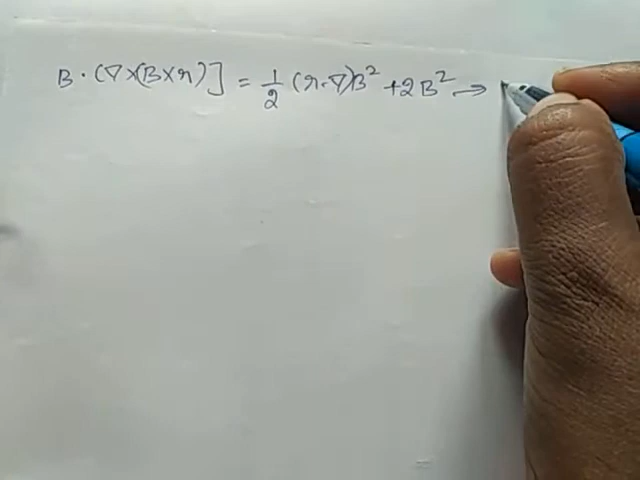 B · (∇×(B×r)] = 1/2 (r.∇)B² + 2B² →